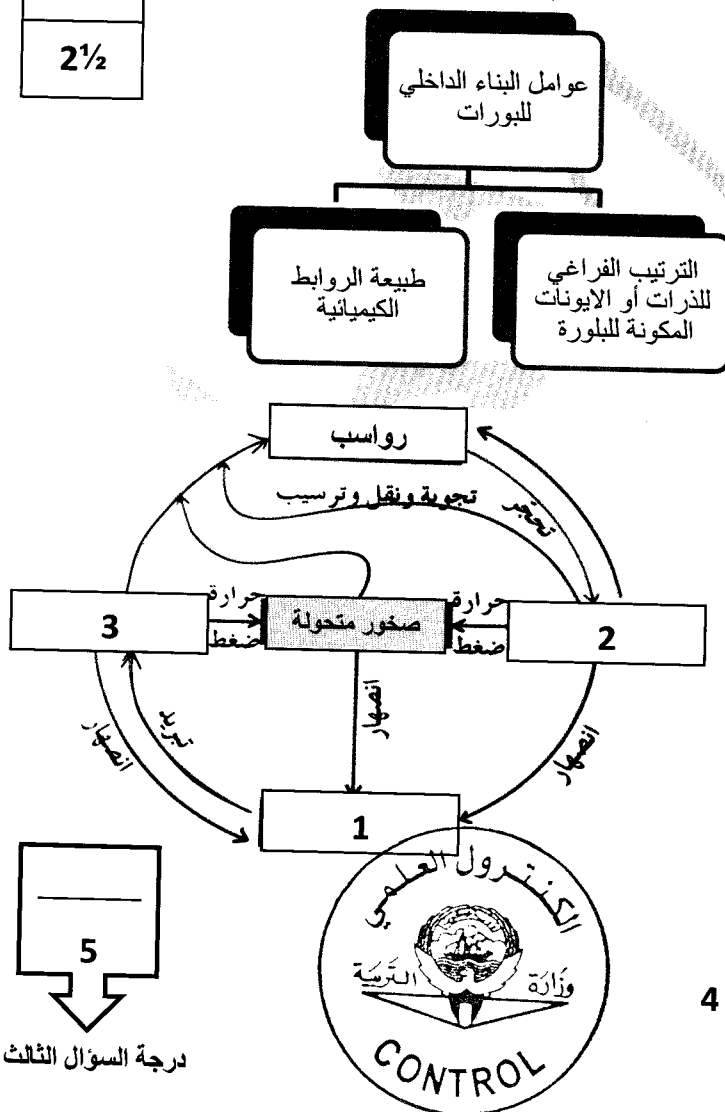 2½
عوامل البناء الداخلي
للبورات
الترتيب الفراغي
للذرات أو الايونات
المكونة للبلورة
طبيعة الروابط
الكيميائية
رواسب
تحجر
تجوية ونقل وترسيب
3
حرارة
ضغط
صخور متحولة
حرارة
ضغط
2
انصهار
تبريد
انصهار
انصهار
1
الكنترول العلمي
وزارة التربية
CONTROL
5
درجة السؤال الثالث
4